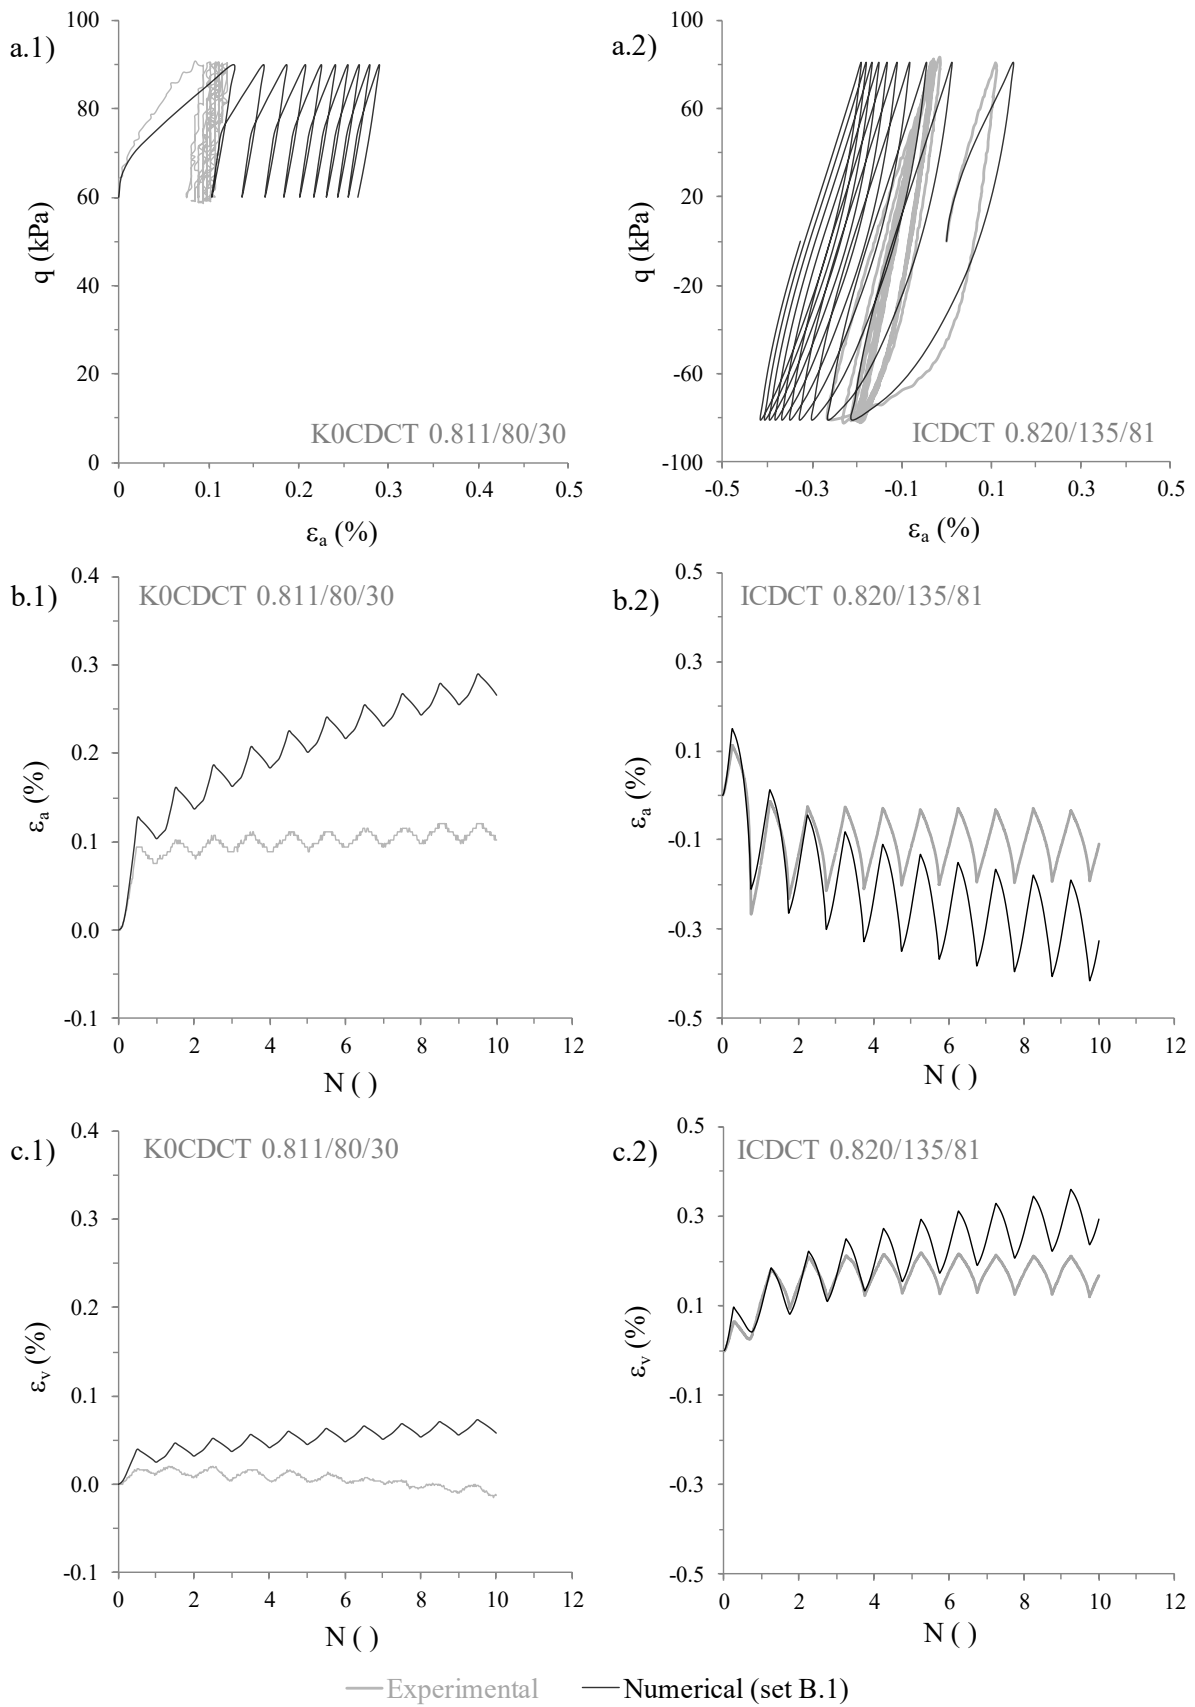 a.1)
100
80
60
40
20
0
q (kPa)
K0CDCT 0.811/80/30
0 0.1 0.2 0.3 0.4 0.5
εa (%)
a.2)
100
60
20
-20
-60
-100
q (kPa)
ICDCT 0.820/135/81
-0.5 -0.3 -0.1 0.1 0.3 0.5
εa (%)
b.1)
K0CDCT 0.811/80/30
0.4
0.3
0.2
0.1
0.0
-0.1
εa (%)
0 2 4 6 8 10 12
N ( )
b.2)
ICDCT 0.820/135/81
0.5
0.3
0.1
-0.1
-0.3
-0.5
εa (%)
0 2 4 6 8 10 12
N ( )
c.1)
K0CDCT 0.811/80/30
0.4
0.3
0.2
0.1
0.0
-0.1
εv (%)
0 2 4 6 8 10 12
N ( )
c.2)
ICDCT 0.820/135/81
0.5
0.3
0.1
-0.1
-0.3
-0.5
εv (%)
0 2 4 6 8 10 12
N ( )
Experimental
Numerical (set B.1)